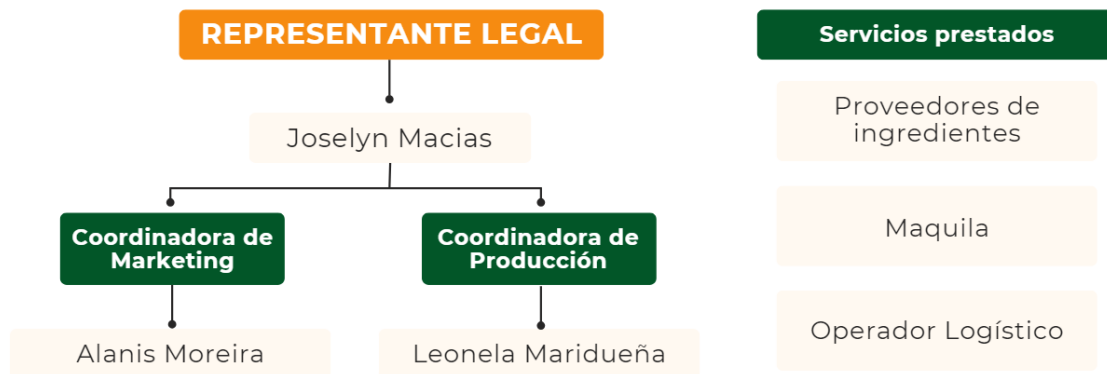 REPRESENTANTE LEGAL
Joselyn Macias
Coordinadora de
Marketing
Coordinadora de
Producción
Alanis Moreira
Leonela Maridueña
Servicios prestados
Proveedores de
ingredientes
Maquila
Operador Logístico